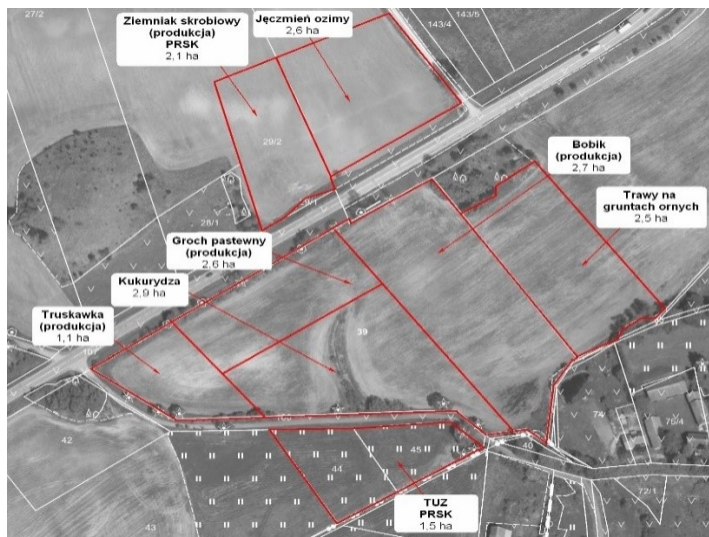 27/2
143/4
143/5
Ziemniak skrobiowy
(produkcja)
PRSK
2,1 ha
Jęczmień ozimy
2,6 ha
29/2
Bobik
(produkcja)
2,7 ha
Trawy na
gruntach ornych
2,5 ha
28/1
Groch pastewny
(produkcja)
2,6 ha
Kukurydza
2,9 ha
Truskawka
(produkcja)
1,1 ha
39
42
43
44
45
40
74
70/4
72/1
TUZ
PRSK
1,5 ha